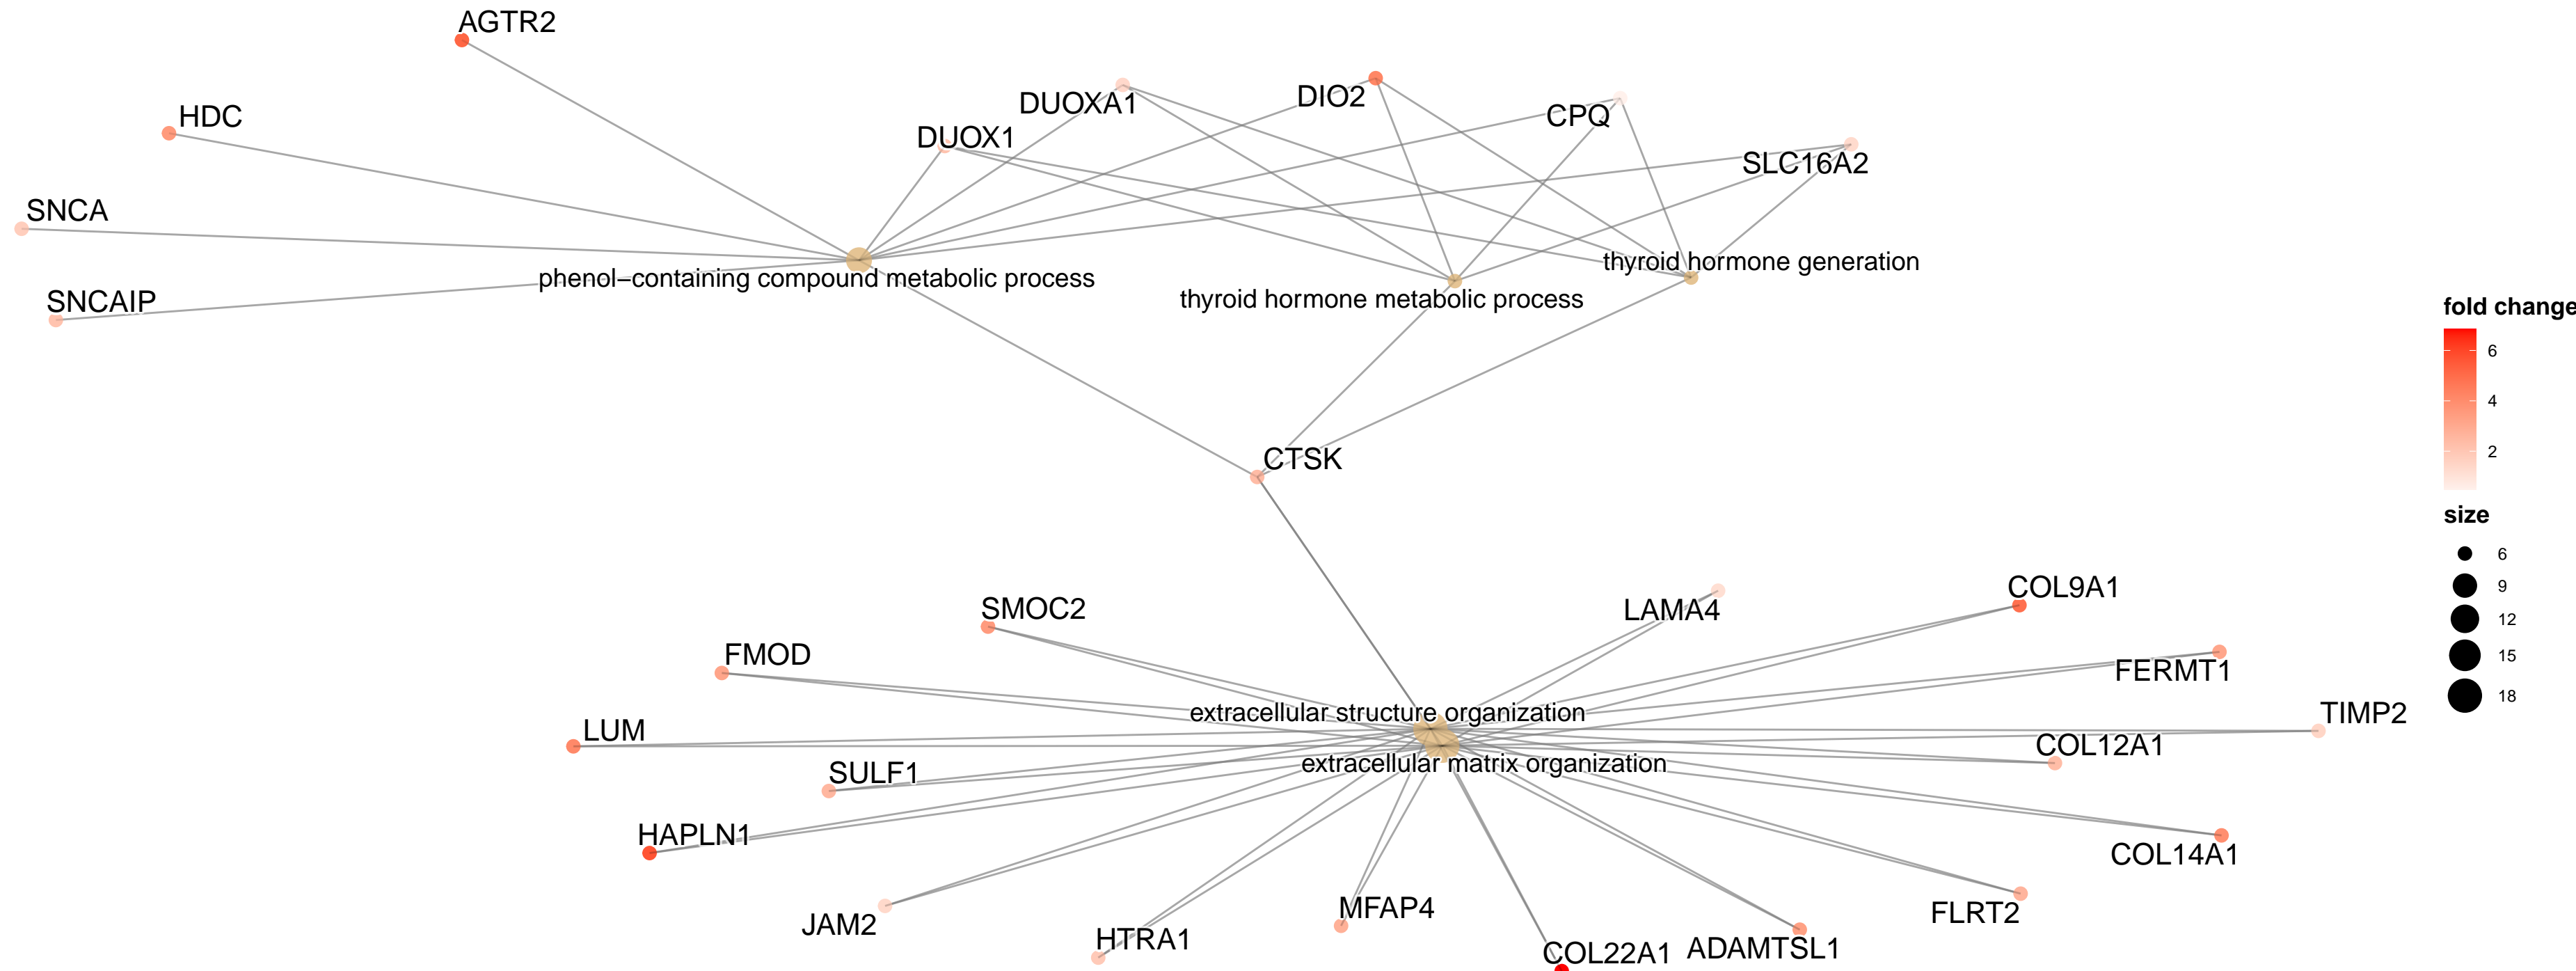 AGTR2
HDC
DUOXA1
DIO2
CPQ
DUOX1
SLC16A2
SNCA
thyroid hormone generation
phenol−containing compound metabolic process
thyroid hormone metabolic process
SNCAIP
fold change
6
4
2
CTSK
size
6
9
12
15
18
SMOC2
LAMA4
COL9A1
FMOD
FERMT1
extracellular structure organization
TIMP2
LUM
COL12A1
extracellular matrix organization
SULF1
HAPLN1
COL14A1
JAM2
MFAP4
FLRT2
HTRA1
COL22A1
ADAMTSL1